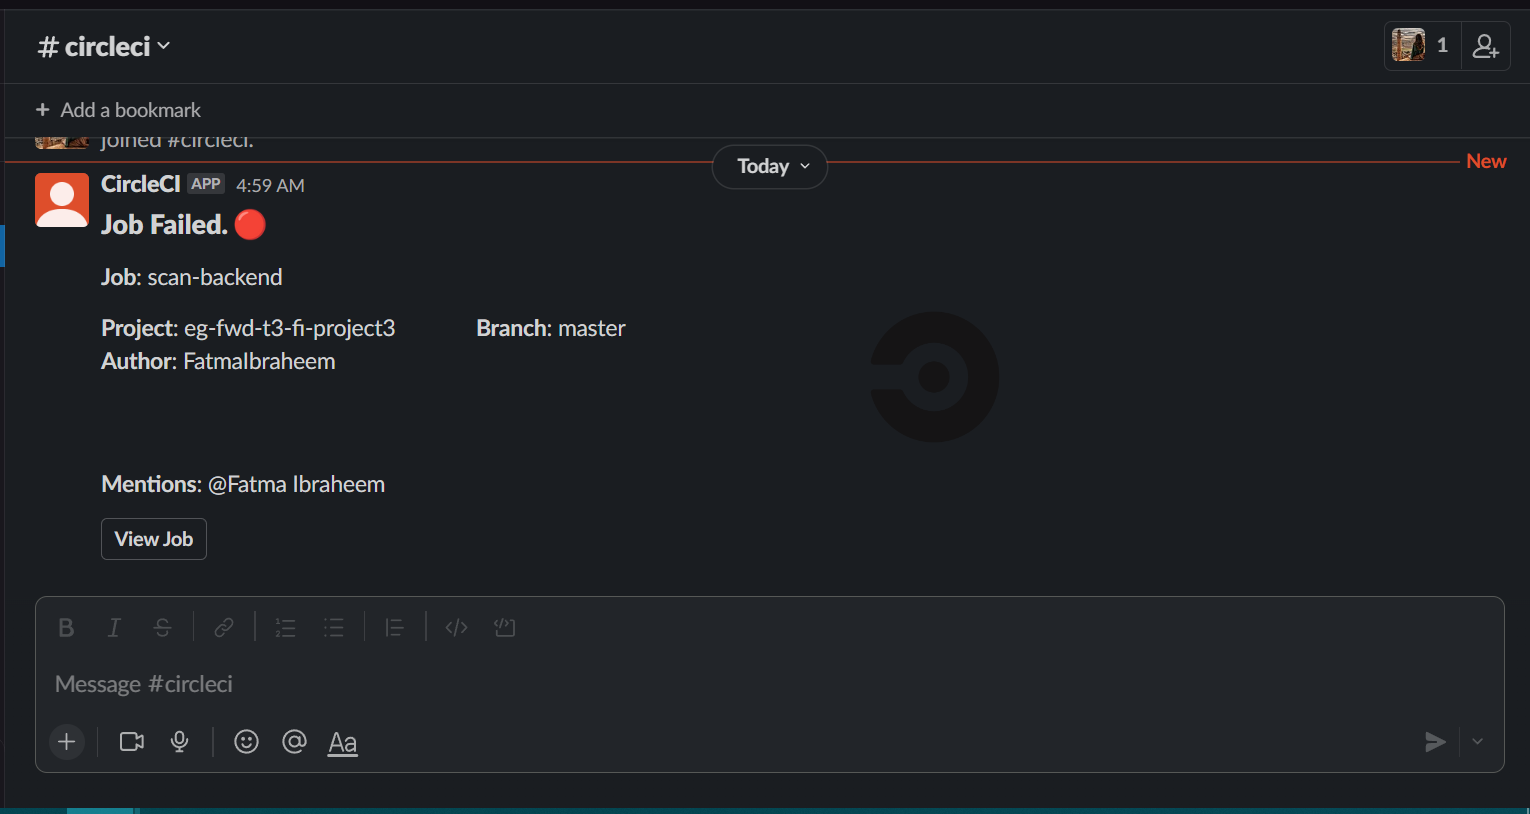 # circleci
1
+ Add a bookmark
joined #circleci.
Today
New
CircleCI APP 4:59 AM
Job Failed. 🔴
Job: scan-backend
Project: eg-fwd-t3-fi-project3 Branch: master
Author: FatmaIbraheem
Mentions: @Fatma Ibraheem
View Job
Message #circleci
Aa